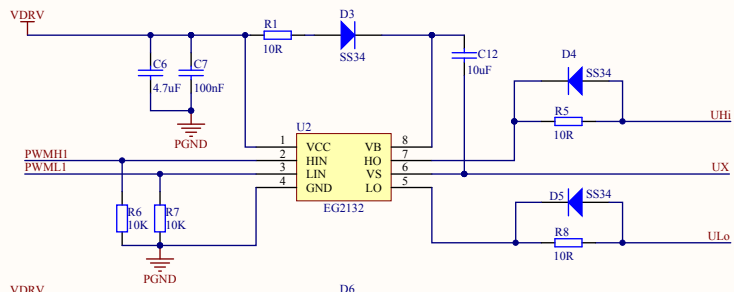 VDRV
D3
R1
10R
SS34
C6
4.7uF
C7
100nF
C12
10uF
D4
SS34
R5
10R
UHi
PGND
U2
1 VCC VB 8
2 HIN HO 7
3 LIN VS 6
4 GND LO 5
EG2132
PWMH1
PWML1
UX
D5
SS34
R6
10K
R7
10K
R8
10R
ULo
PGND
VDRV
D6